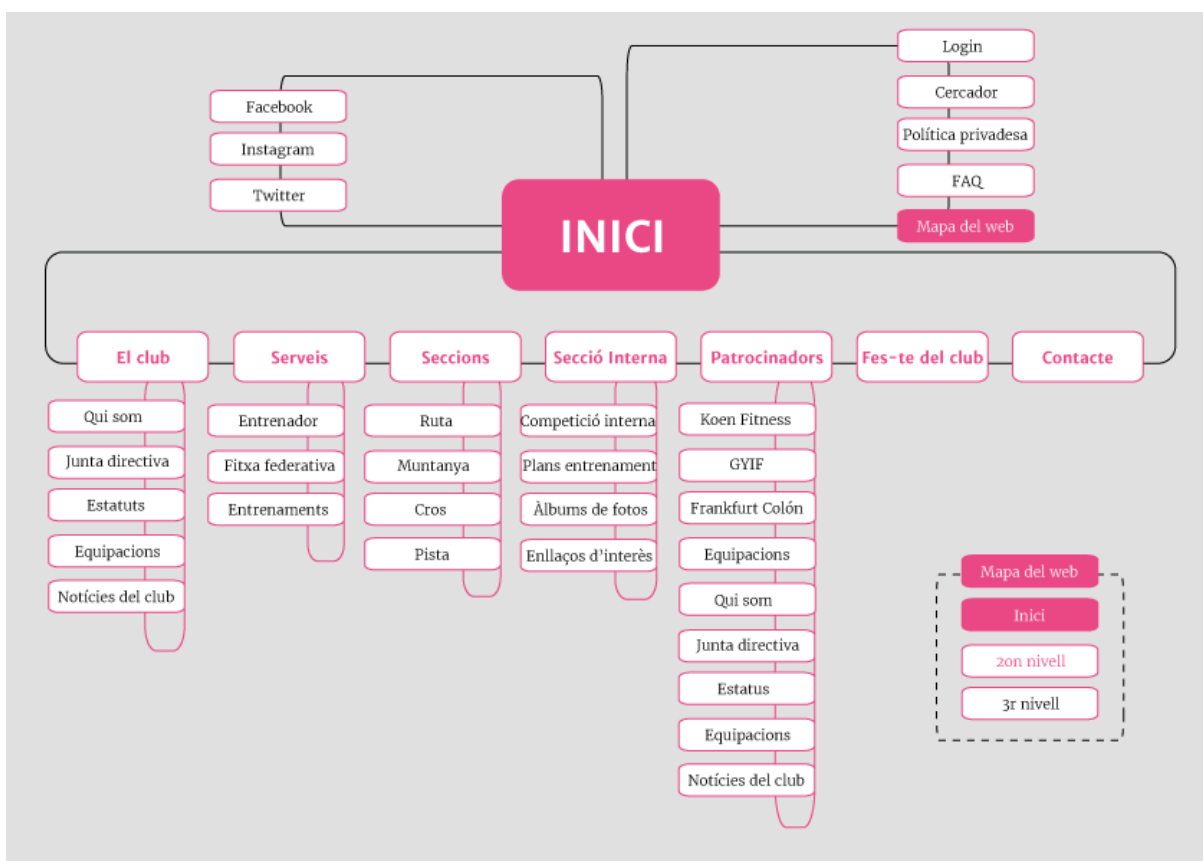 Login
Cercador
Política privadesa
FAQ
Mapa del web
Facebook
Instagram
Twitter
INICI
El club
Serveis
Seccions
Secció Interna
Patrocinadors
Fes-te del club
Contacte
Qui som
Junta directiva
Estatuts
Equipacions
Notícies del club
Entrenador
Fitxa federativa
Entrenaments
Ruta
Muntanya
Cros
Pista
Competició interna
Plans entrenament
Àlbums de fotos
Enllaços d'interès
Koen Fitness
GYIF
Frankfurt Colón
Equipacions
Qui som
Junta directiva
Estatus
Equipacions
Notícies del club
Mapa del web
Inici
2on nivell
3r nivell